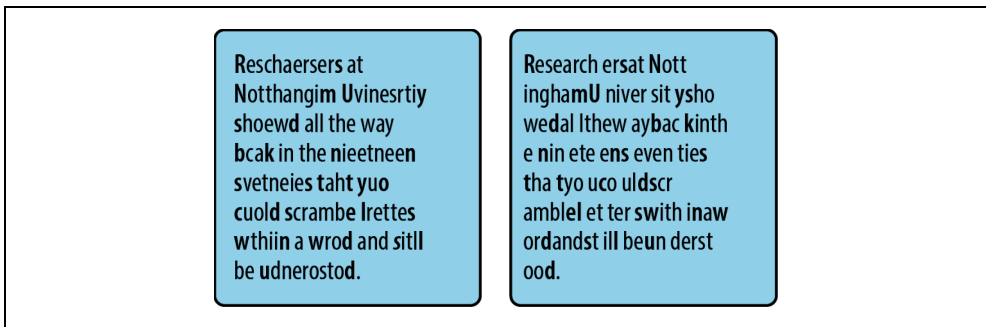 Reschaersers at
Notthangim Uvinesrtiy
shoewd all the way
bcak in the nieetneen
svetneies taht yuo
cuold scrambe lrettes
wthiin a wrod and sitll
be udnerostod.
Research ersat Nott
inghamU niver sit ysho
wedal lthew aybac kinth
e nin ete ens even ties
tha tyo uco uldscr
amblel et ter swith inaw
ordandst ill beun derst
ood.